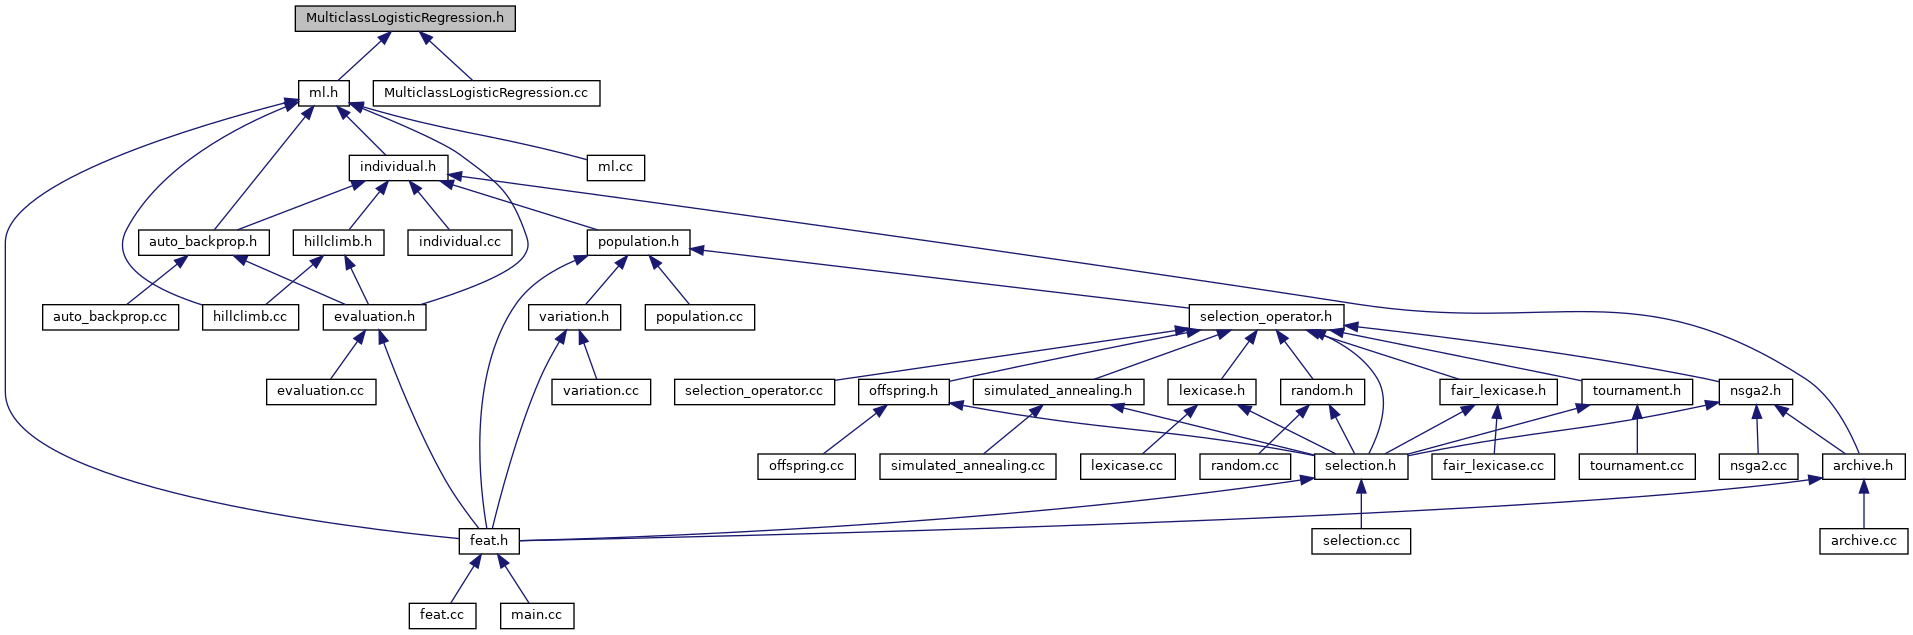 MulticlassLogisticRegression.h
ml.h
MulticlassLogisticRegression.cc
individual.h
ml.cc
auto_backprop.h
hillclimb.h
individual.cc
population.h
auto_backprop.cc
hillclimb.cc
evaluation.h
variation.h
population.cc
selection_operator.h
evaluation.cc
variation.cc
selection_operator.cc
offspring.h
simulated_annealing.h
lexicase.h
random.h
fair_lexicase.h
tournament.h
nsga2.h
offspring.cc
simulated_annealing.cc
lexicase.cc
random.cc
selection.h
fair_lexicase.cc
tournament.cc
nsga2.cc
archive.h
feat.h
selection.cc
archive.cc
feat.cc
main.cc